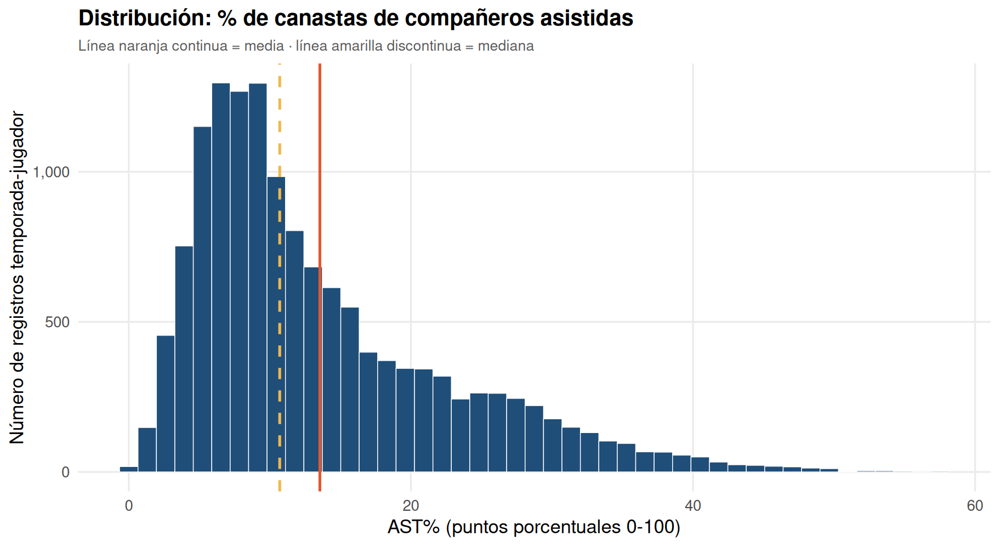 Distribución: % de canastas de compañeros asistidas
Línea naranja continua = media · línea amarilla discontinua = mediana
Número de registros temporada-jugador
1,000
500
0
0
20
40
60
AST% (puntos porcentuales 0-100)